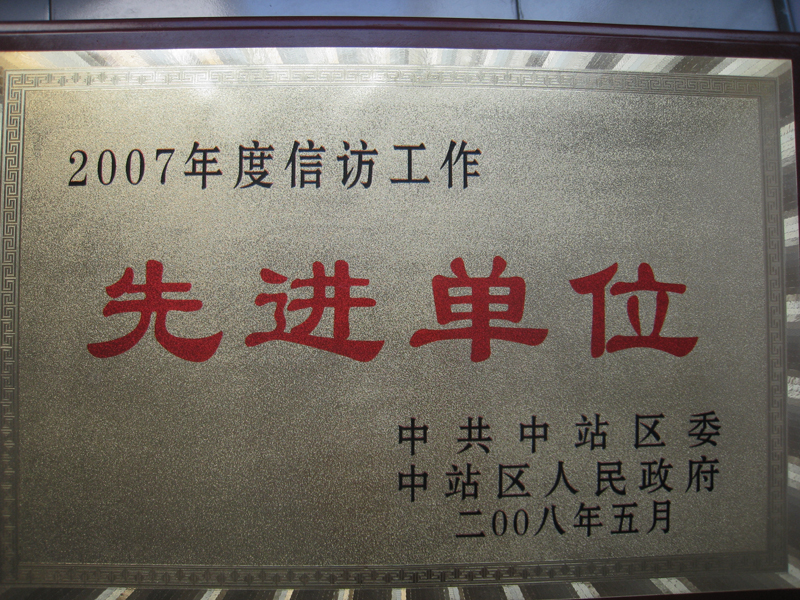 2007年度信访工作
先进单位
中共中站区委
中站区人民政府
二00八年五月